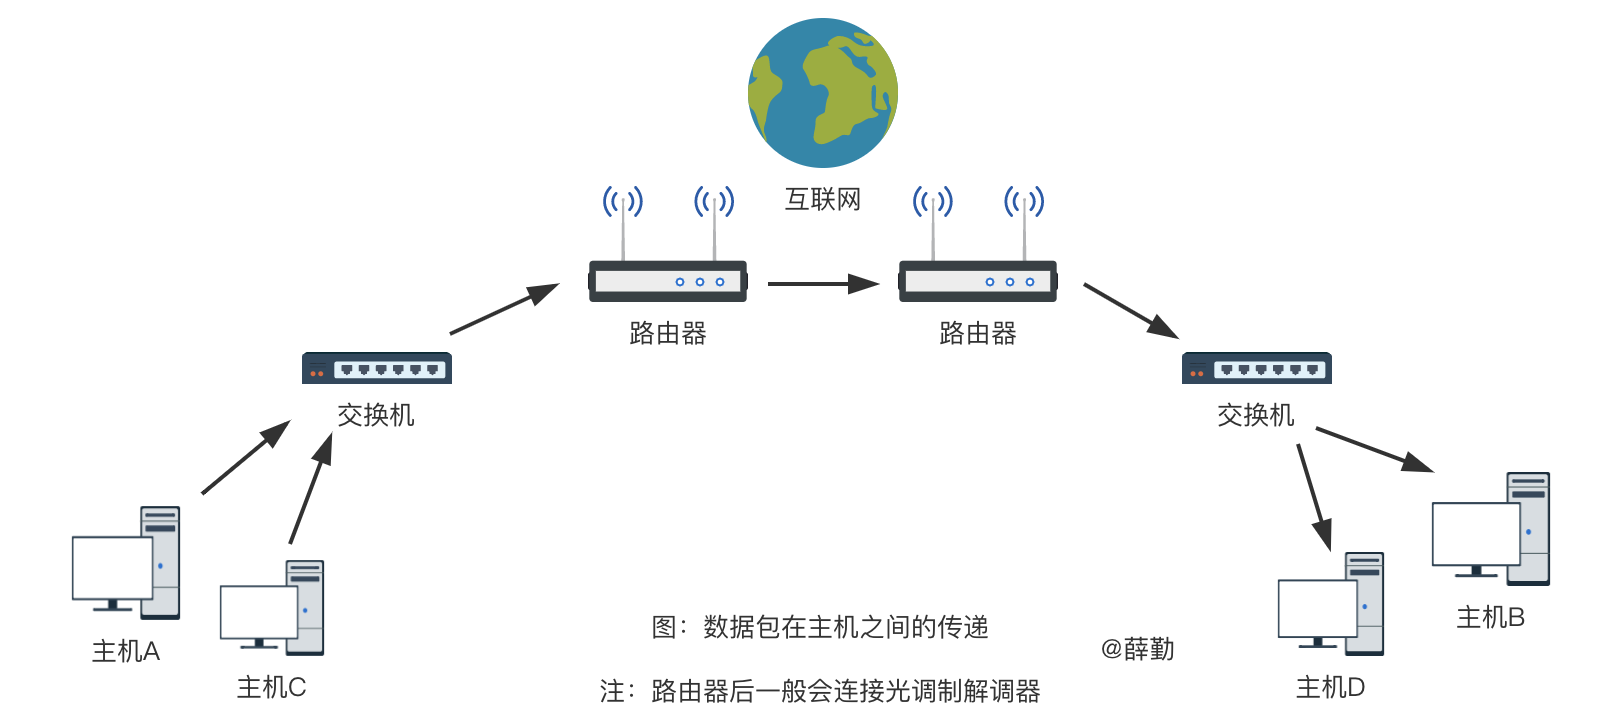 互联网
路由器
路由器
交换机
交换机
主机A
主机C
主机B
主机D
图：数据包在主机之间的传递
@薛勤
注：路由器后一般会连接光调制解调器